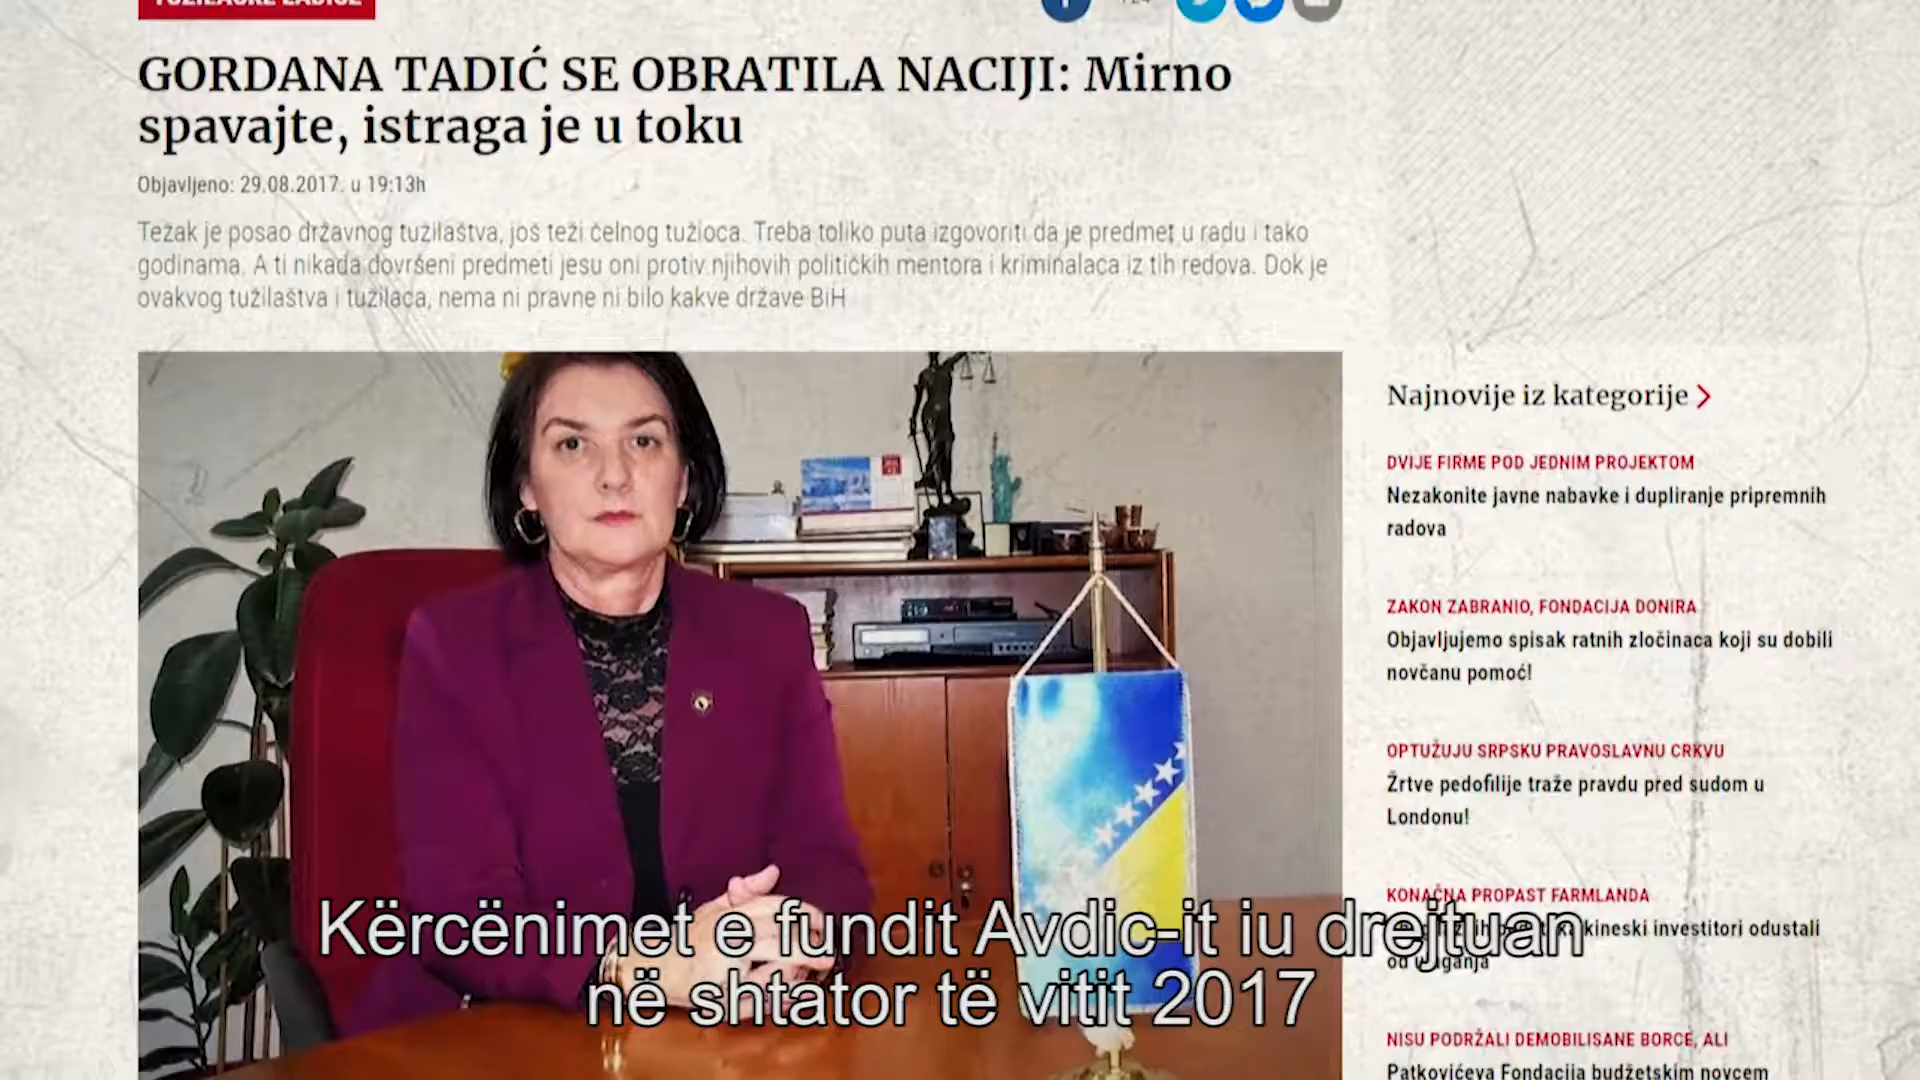 TUŽILAČKE LADICE
GORDANA TADIĆ SE OBRATILA NACIJI: Mirno
spavajte, istraga je u toku
Objavljeno: 29.08.2017. u 19:13h
Težak je posao državnog tužilaštva, još teži čelnog tužioca. Treba toliko puta izgovoriti da je predmet u radu i tako
godinama. A ti nikada dovršeni predmeti jesu oni protiv njihovih političkih mentora i kriminalaca iz tih redova. Dok je
ovakvog tužilaštva i tužilaca, nema ni pravne ni bilo kakve države BiH
Najnovije iz kategorije
DVIJE FIRME POD JEDNIM PROJEKTOM
Nezakonite javne nabavke i dupliranje pripremnih
radova
ZAKON ZABRANIO, FONDACIJA DONIRA
Objavljujemo spisak ratnih zločinaca koji su dobili
novčanu pomoć!
OPTUŽUJU SRPSKU PRAVOSLAVNU CRKVU
Žrtve pedofilije traže pravdu pred sudom u
Londonu!
KONAČNA PROPAST FARMLANDA
kineski investitori odustali
od
NISU PODRŽALI DEMOBILISANE BORCE, ALI
Patkovićeva Fondacija budžetskim novcem
Kërcënimet e fundit Avdic-it iu drejtuan
në shtator të vitit 2017